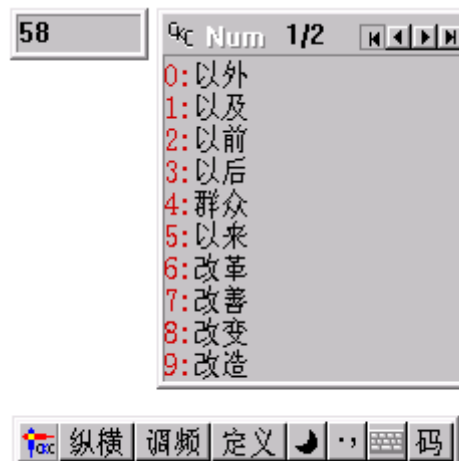 58
CKC Num 1/2
0:以外
1:以及
2:以前
3:以后
4:群众
5:以来
6:改革
7:改善
8:改变
9:改造
CKC 纵横 调频 定义 ·, 码